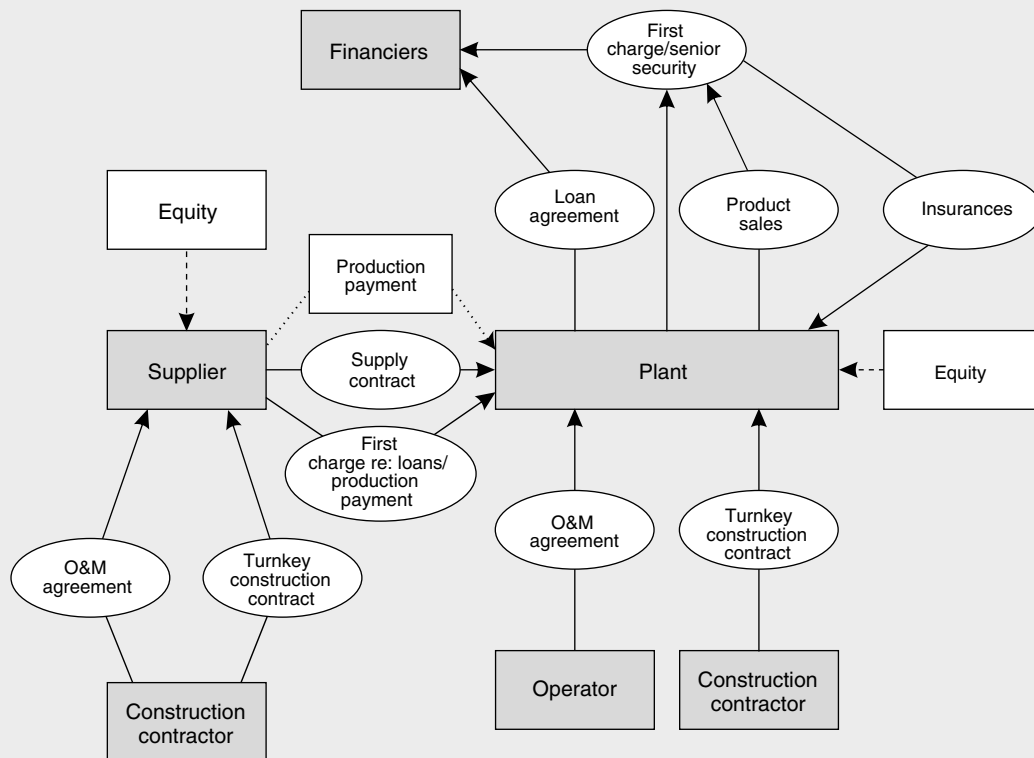 First
charge/senior
security
Financiers
Loan
agreement
Product
sales
Insurances
Equity
Production
payment
Supplier
Supply
contract
Plant
Equity
First
charge re: loans/
production
payment
O&M
agreement
Turnkey
construction
contract
O&M
agreement
Turnkey
construction
contract
Operator
Construction
contractor
Construction
contractor